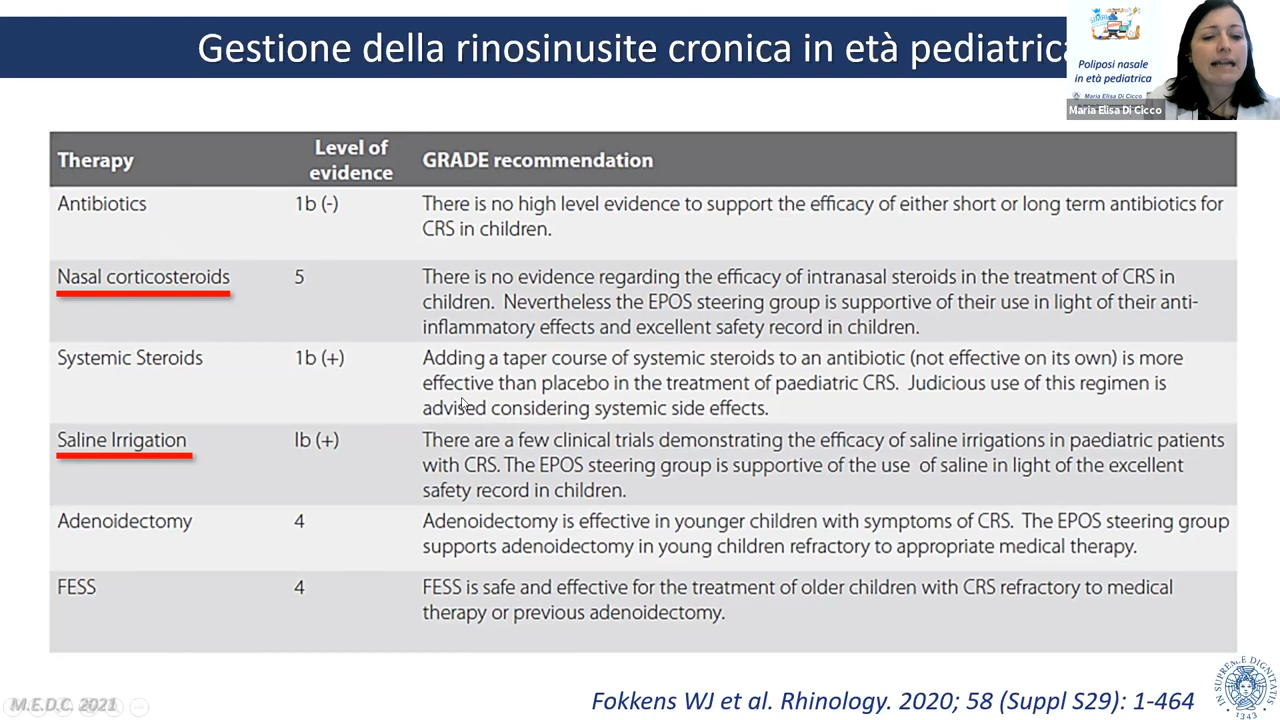 Gestione della rinosinusite cronica in età pediatrica
Poliposi nasale
in età pediatrica
Maria Elisa Di Cicco
Maria Elisa Di Cicco
Therapy
Level of
evidence
GRADE recommendation
Antibiotics
1b (-)
There is no high level evidence to support the efficacy of either short or long term antibiotics for
CRS in children.
Nasal corticosteroids
5
There is no evidence regarding the efficacy of intranasal steroids in the treatment of CRS in
children. Nevertheless the EPOS steering group is supportive of their use in light of their anti-
inflammatory effects and excellent safety record in children.
Systemic Steroids
1b (+)
Adding a taper course of systemic steroids to an antibiotic (not effective on its own) is more
effective than placebo in the treatment of paediatric CRS. Judicious use of this regimen is
advised considering systemic side effects.
Saline Irrigation
Ib (+)
There are a few clinical trials demonstrating the efficacy of saline irrigations in paediatric patients
with CRS. The EPOS steering group is supportive of the use of saline in light of the excellent
safety record in children.
Adenoidectomy
4
Adenoidectomy is effective in younger children with symptoms of CRS. The EPOS steering group
supports adenoidectomy in young children refractory to appropriate medical therapy.
FESS
4
FESS is safe and effective for the treatment of older children with CRS refractory to medical
therapy or previous adenoidectomy.
M.E.D.C. 2021
Fokkens WJ et al. Rhinology. 2020; 58 (Suppl S29): 1-464
IN SUPREMÆ DIGNITATIS
1343